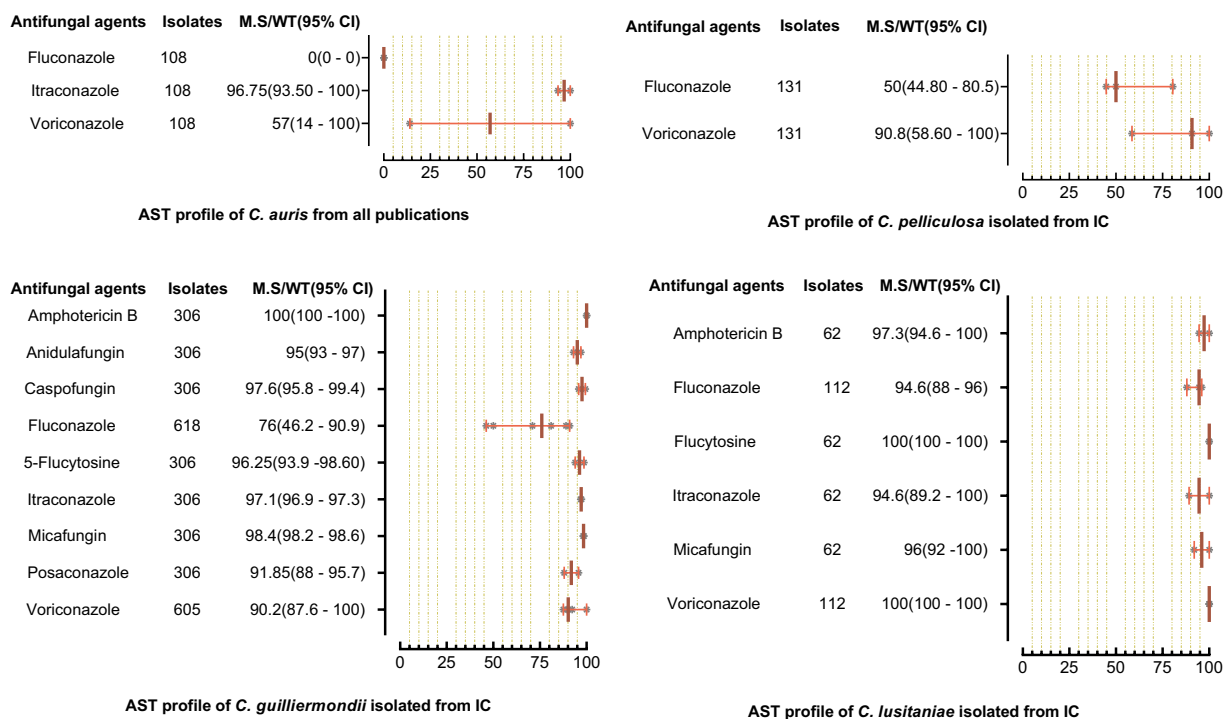 Antifungal agents Isolates M.S/WT(95% CI)
Fluconazole 108 0(0 - 0)
Itraconazole 108 96.75(93.50 - 100)
Voriconazole 108 57(14 - 100)
0 25 50 75 100
AST profile of C. auris from all publications
Antifungal agents Isolates M.S/WT(95% CI)
Fluconazole 131 50(44.80 - 80.5)
Voriconazole 131 90.8(58.60 - 100)
0 25 50 75 100
AST profile of C. pelliculosa isolated from IC
Antifungal agents Isolates M.S/WT(95% CI)
Amphotericin B 306 100(100 -100)
Anidulafungin 306 95(93 - 97)
Caspofungin 306 97.6(95.8 - 99.4)
Fluconazole 618 76(46.2 - 90.9)
5-Flucytosine 306 96.25(93.9 -98.60)
Itraconazole 306 97.1(96.9 - 97.3)
Micafungin 306 98.4(98.2 - 98.6)
Posaconazole 306 91.85(88 - 95.7)
Voriconazole 605 90.2(87.6 - 100)
0 25 50 75 100
AST profile of C. guilliermondii isolated from IC
Antifungal agents Isolates M.S/WT(95% CI)
Amphotericin B 62 97.3(94.6 - 100)
Fluconazole 112 94.6(88 - 96)
Flucytosine 62 100(100 - 100)
Itraconazole 62 94.6(89.2 - 100)
Micafungin 62 96(92 -100)
Voriconazole 112 100(100 - 100)
0 25 50 75 100
AST profile of C. lusitaniae isolated from IC